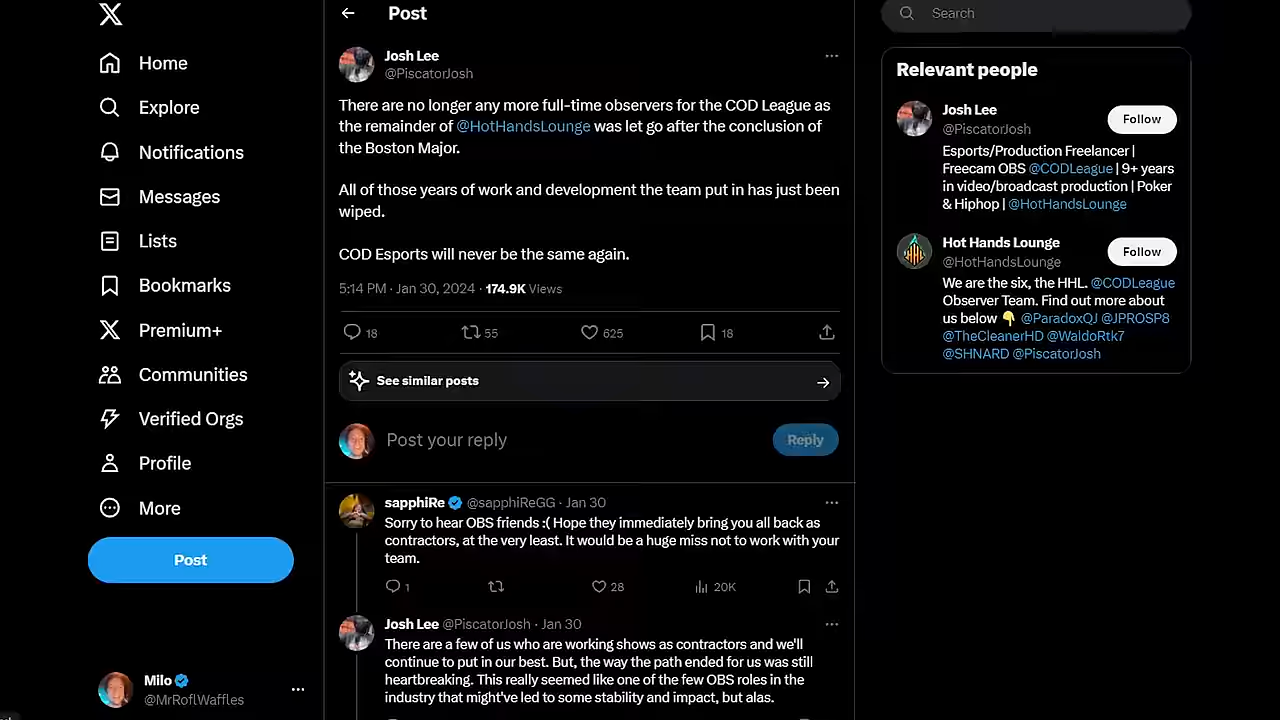 Home
Explore
Notifications
Messages
Lists
Bookmarks
Premium+
Communities
Verified Orgs
Profile
More
Post
Milo
@MrRoflWaffles
Post
Josh Lee
@PiscatorJosh
There are no longer any more full-time observers for the COD League as
the remainder of @HotHandsLounge was let go after the conclusion of
the Boston Major.
All of those years of work and development the team put in has just been
wiped.
COD Esports will never be the same again.
5:14 PM · Jan 30, 2024 · 174.9K Views
18 55 625 18
See similar posts
Post your reply
Reply
sapphiRe @sapphiReGG · Jan 30
Sorry to hear OBS friends :( Hope they immediately bring you all back as
contractors, at the very least. It would be a huge miss not to work with your
team.
1 28 20K
Josh Lee @PiscatorJosh · Jan 30
There are a few of us who are working shows as contractors and we'll
continue to put in our best. But, the way the path ended for us was still
heartbreaking. This really seemed like one of the few OBS roles in the
industry that might've led to some stability and impact, but alas.
Search
Relevant people
Josh Lee
@PiscatorJosh
Follow
Esports/Production Freelancer |
Freecam OBS @CODLeague | 9+ years
in video/broadcast production | Poker
& Hiphop | @HotHandsLounge
Hot Hands Lounge
@HotHandsLounge
Follow
We are the six, the HHL. @CODLeague
Observer Team. Find out more about
us below 👇 @ParadoxQJ @JPROSP8
@TheCleanerHD @WaldoRtk7
@SHNARD @PiscatorJosh